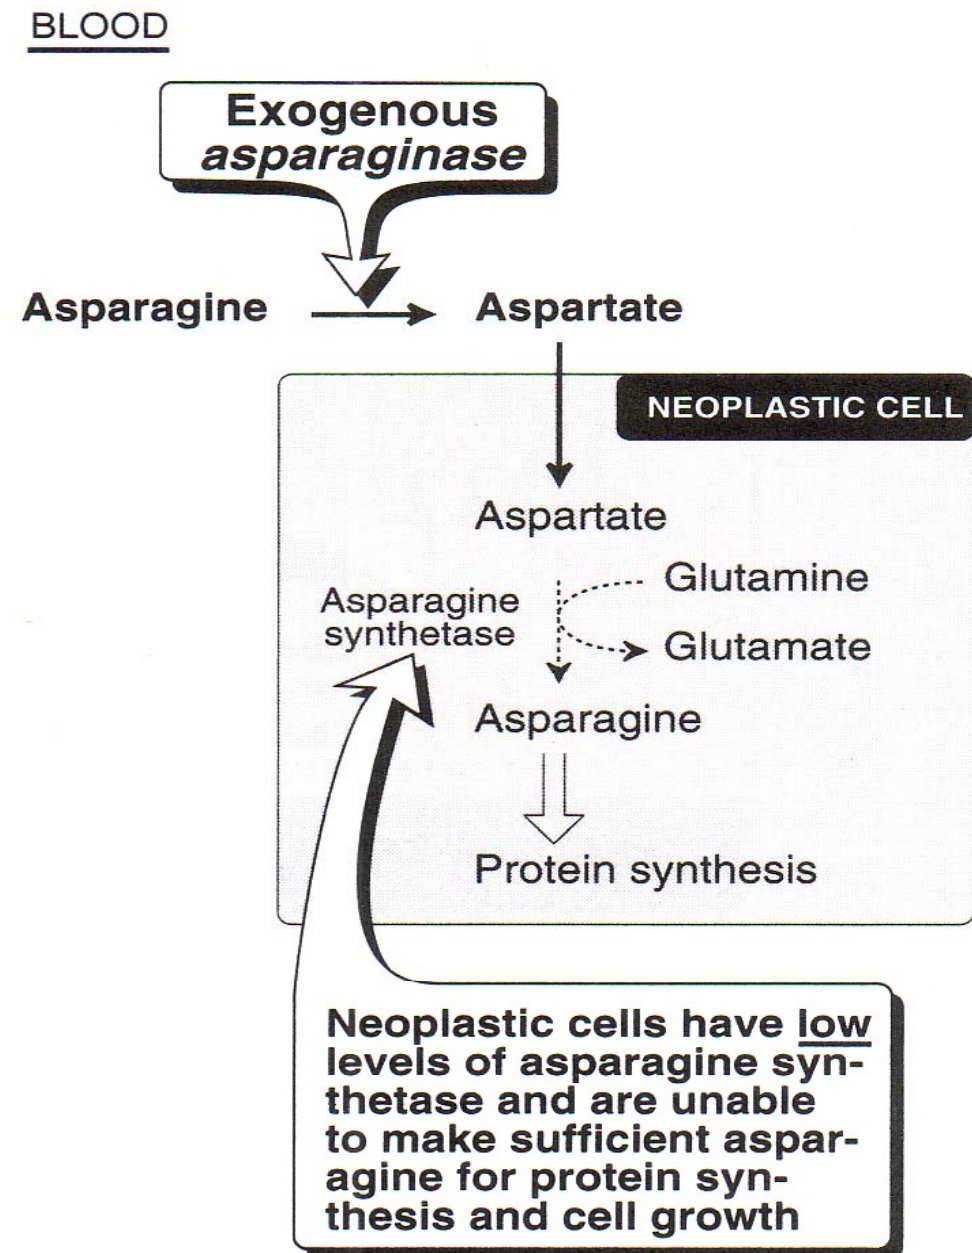 BLOOD
Exogenous
asparaginase
Asparagine
Aspartate
NEOPLASTIC CELL
Aspartate
Glutamine
Asparagine
synthetase
Glutamate
Asparagine
Protein synthesis
Neoplastic cells have low
levels of asparagine syn-
thetase and are unable
to make sufficient aspar-
agine for protein syn-
thesis and cell growth